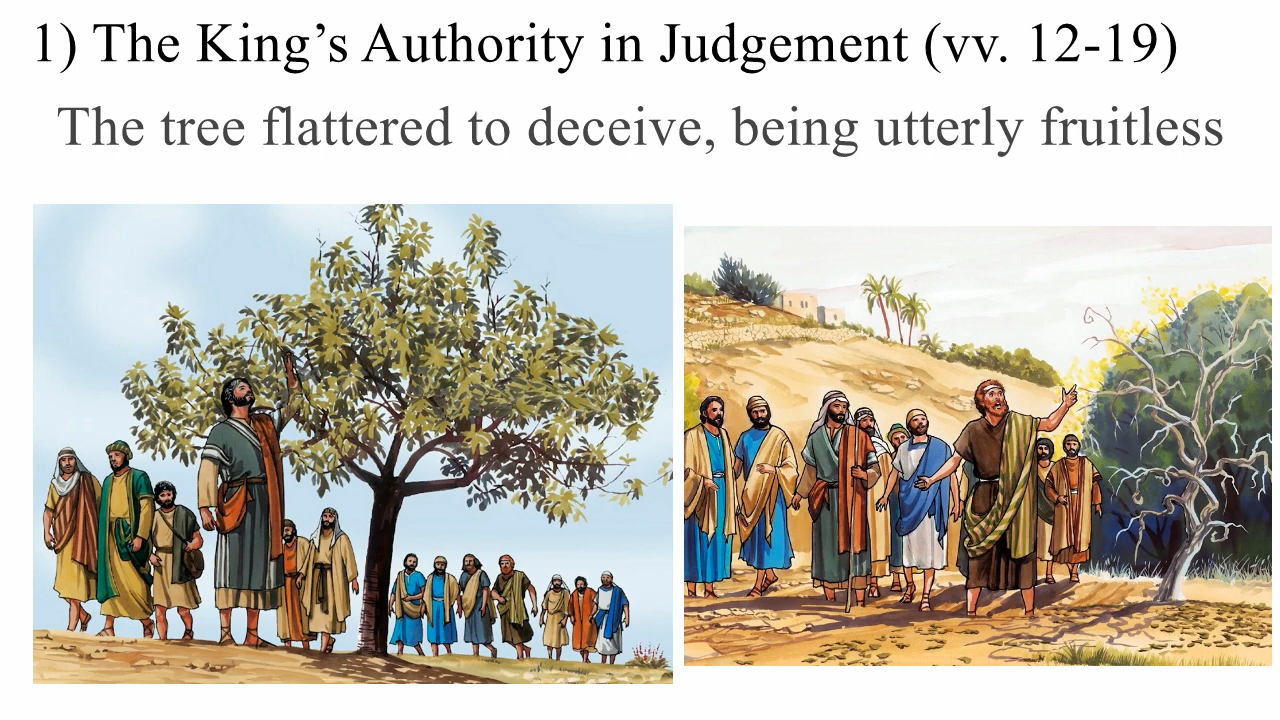 1) The King’s Authority in Judgement (vv. 12-19)
The tree flattered to deceive, being utterly fruitless